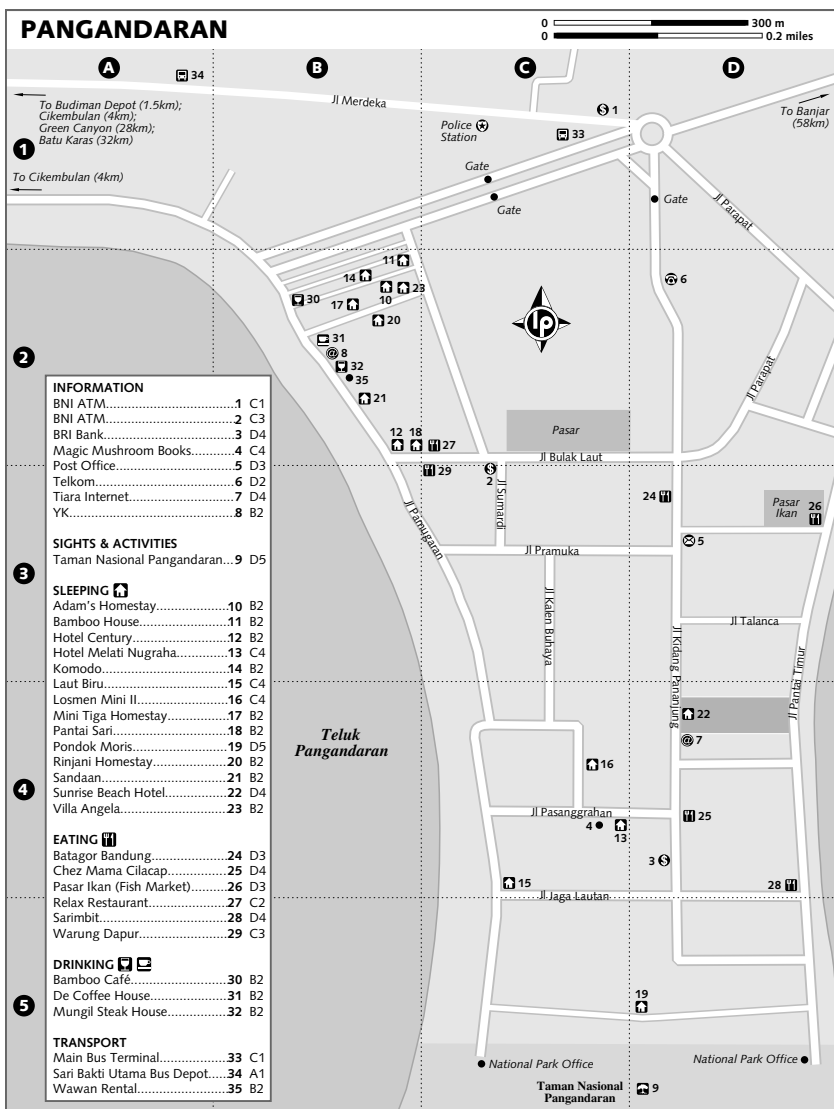 PANGANDARAN
0 300 m
0 0.2 miles
A B C D
34
Jl Merdeka
1
To Budiman Depot (1.5km);
Cikembulan (4km);
Green Canyon (28km);
Batu Karas (32km)
To Banjar
(58km)
Police
Station
33
1
To Cikembulan (4km)
Gate
Gate
Gate
Jl Parapat
11
14
6
10
23
30
17
20
lp
31
8
32
35
2
21
Jl Parapat
INFORMATION
BNI ATM 1 C1
BNI ATM 2 C3
BRI Bank 3 D4
Magic Mushroom Books 4 C4
Post Office 5 D3
Telkom 6 D2
Tiara Internet 7 D4
YK 8 B2
SIGHTS & ACTIVITIES
Taman Nasional Pangandaran 9 D5
SLEEPING
Adam's Homestay 10 B2
Bamboo House 11 B2
Hotel Century 12 B2
Hotel Melati Nugraha 13 C4
Komodo 14 B2
Laut Biru 15 C4
Losmen Mini II 16 C4
Mini Tiga Homestay 17 B2
Pantai Sari 18 B2
Pondok Moris 19 D5
Rinjani Homestay 20 B2
Sandaan 21 B2
Sunrise Beach Hotel 22 D4
Villa Angela 23 B2
EATING
Batagor Bandung 24 D3
Chez Mama Cilacap 25 D4
Pasar Ikan (Fish Market) 26 D3
Relax Restaurant 27 C2
Sarimbit 28 D4
Warung Dapur 29 C3
DRINKING
Bamboo Café 30 B2
De Coffee House 31 B2
Mungil Steak House 32 B2
TRANSPORT
Main Bus Terminal 33 C1
Sari Bakti Utama Bus Depot 34 A1
Wawan Rental 35 B2
12 18
27
Pasar
Jl Bulak Laut
29
2
Jl Sumardi
24
Pasar
Ikan
26
Jl Pamugaran
5
Jl Pramuka
3
Jl Kalen Buhaya
Jl Talanca
Jl Kidang Pananjung
Jl Pantai Timur
22
Teluk
Pangandaran
7
16
4
Jl Pasanggrahan
25
4
13
3
15
28
Jl Jaga Lautan
5
19
National Park Office
National Park Office
Taman Nasional
Pangandaran
9